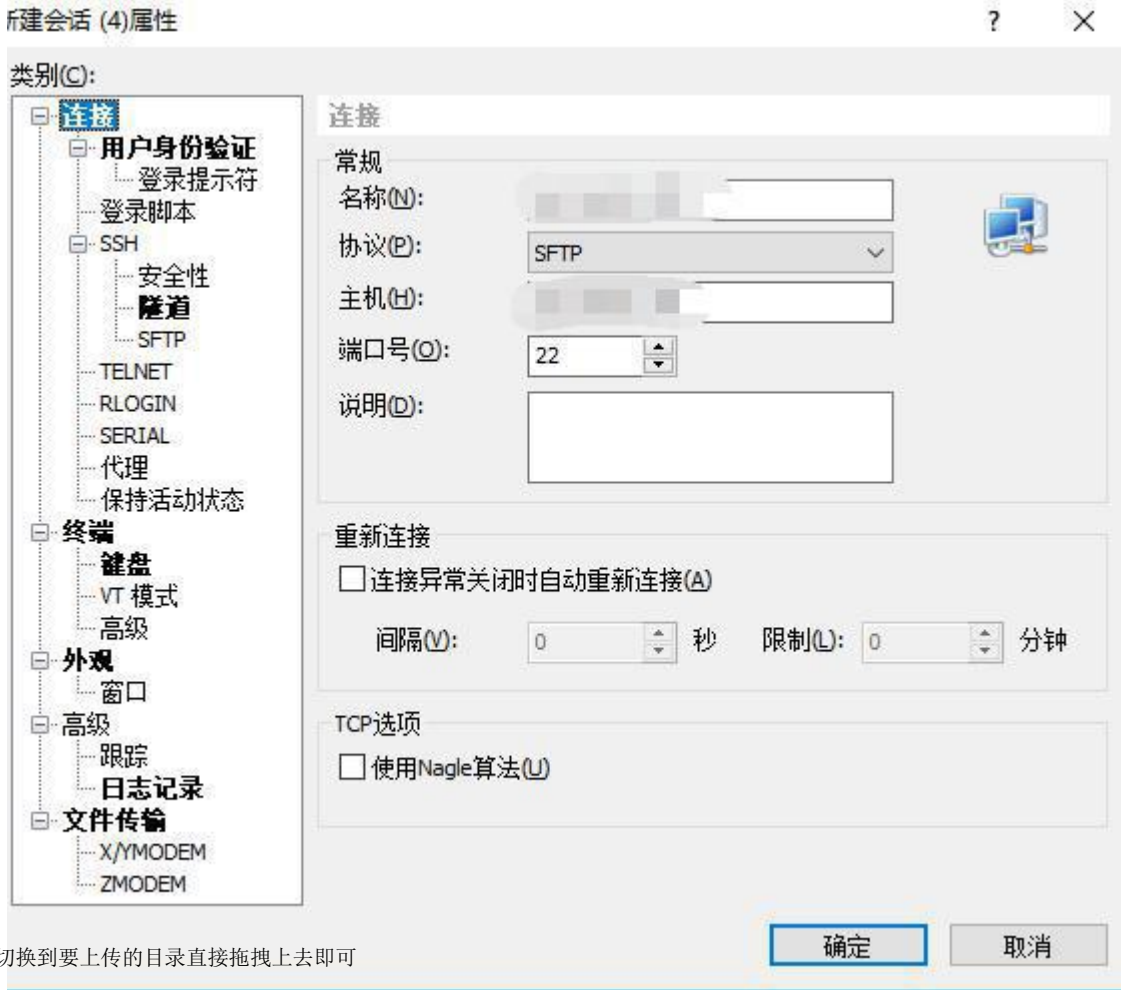 新建会话 (4)属性
?
类别(C):
连接
用户身份验证
登录提示符
登录脚本
SSH
安全性
隧道
SFTP
TELNET
RLOGIN
SERIAL
代理
保持活动状态
终端
键盘
VT 模式
高级
外观
窗口
高级
跟踪
日志记录
文件传输
X/YMODEM
ZMODEM
连接
常规
名称(N):
协议(P): SFTP
主机(H):
端口号(O): 22
说明(D):
重新连接
连接异常关闭时自动重新连接(A)
间隔(V): 0 秒 限制(L): 0 分钟
TCP选项
使用Nagle算法(U)
确定 取消
切换到要上传的目录直接拖拽上去即可